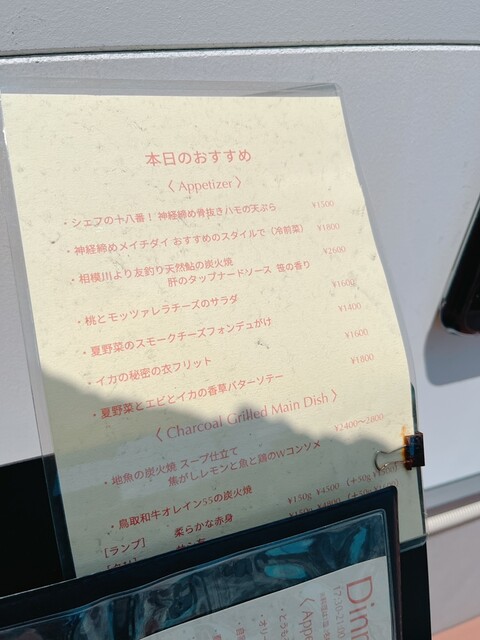 本日のおすすめ
〈 Appetizer 〉
・シェフの十八番！ 神経締め骨抜きハモの天ぷら ¥1500
・神経締めメイチダイ おすすめのスタイルで（冷前菜） ¥1800
・相模川より友釣り天然鮎の炭火焼 ¥2600
肝のタップナードソース 笹の香り
・桃とモッツァレラチーズのサラダ ¥1600
・夏野菜のスモークチーズフォンデュがけ ¥1400
・イカの秘密の衣フリット ¥1600
・夏野菜とエビとイカの香草バターソテー ¥1800
〈 Charcoal Grilled Main Dish 〉
・地魚の炭火焼 スープ仕立て ¥2400～2800
焦がしレモンと魚と鶏のWコンソメ
・鳥取和牛オレイン55の炭火焼
[ランプ] 柔らかな赤身 ¥150g ¥4500
Din